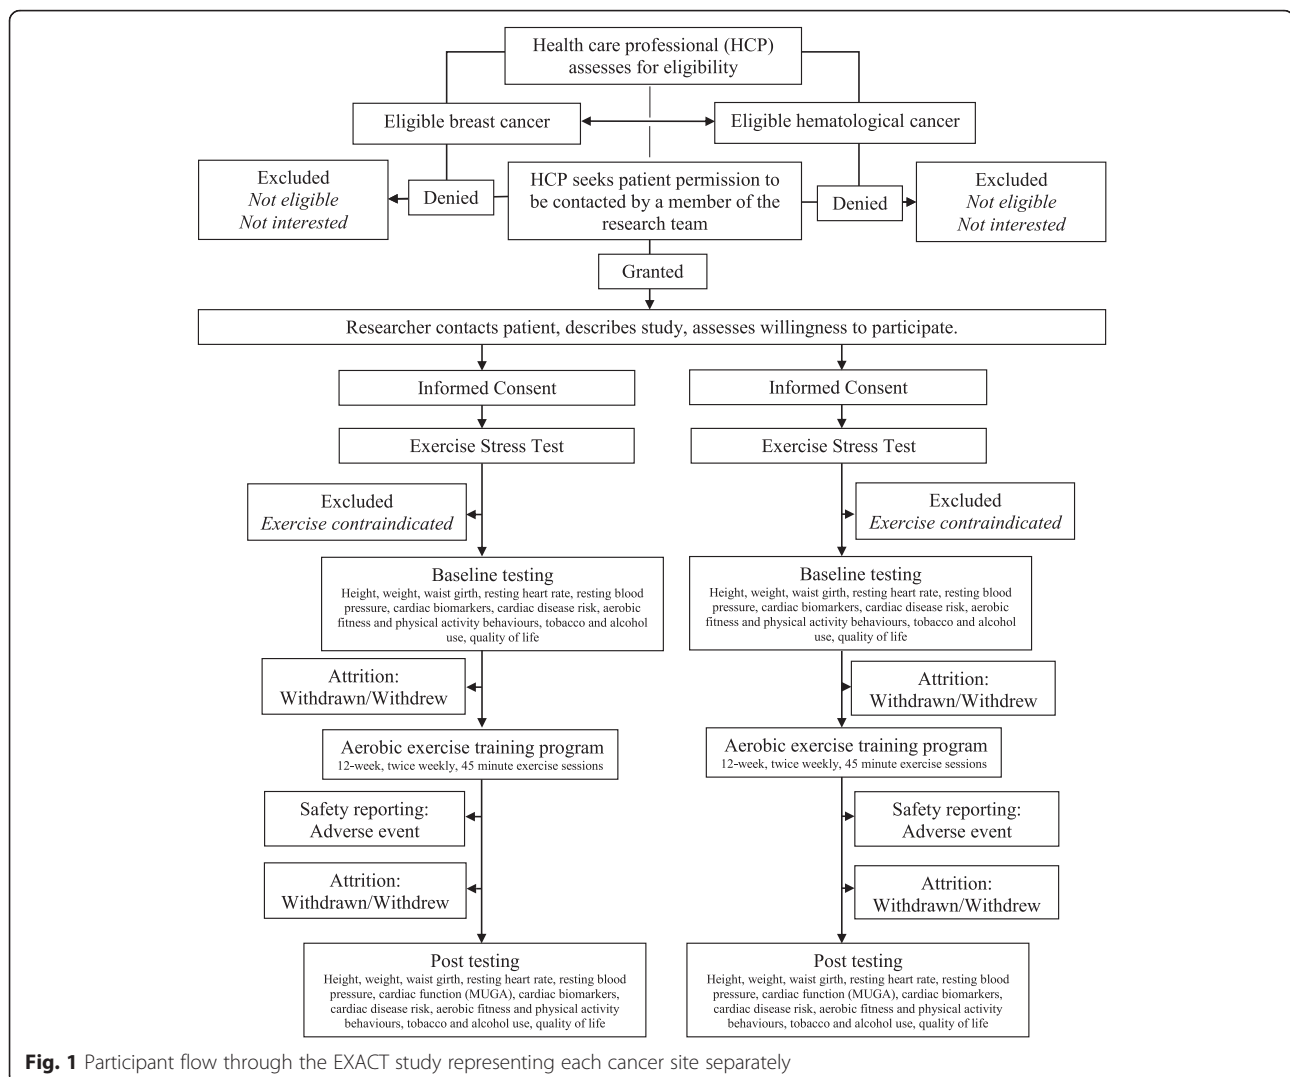 Health care professional (HCP)
assesses for eligibility
Eligible breast cancer
Eligible hematological cancer
Excluded
Not eligible
Not interested
Denied
HCP seeks patient permission to
be contacted by a member of the
research team
Denied
Excluded
Not eligible
Not interested
Granted
Researcher contacts patient, describes study, assesses willingness to participate.
Informed Consent
Informed Consent
Exercise Stress Test
Exercise Stress Test
Excluded
Exercise contraindicated
Excluded
Exercise contraindicated
Baseline testing
Height, weight, waist girth, resting heart rate, resting blood
pressure, cardiac biomarkers, cardiac disease risk, aerobic
fitness and physical activity behaviours, tobacco and alcohol
use, quality of life
Baseline testing
Height, weight, waist girth, resting heart rate, resting blood
pressure, cardiac biomarkers, cardiac disease risk, aerobic
fitness and physical activity behaviours, tobacco and alcohol
use, quality of life
Attrition:
Withdrawn/Withdrew
Attrition:
Withdrawn/Withdrew
Aerobic exercise training program
12-week, twice weekly, 45 minute exercise sessions
Aerobic exercise training program
12-week, twice weekly, 45 minute exercise sessions
Safety reporting:
Adverse event
Safety reporting:
Adverse event
Attrition:
Withdrawn/Withdrew
Attrition:
Withdrawn/Withdrew
Post testing
Height, weight, waist girth, resting heart rate, resting blood
pressure, cardiac function (MUGA), cardiac biomarkers,
cardiac disease risk, aerobic fitness and physical activity
behaviours, tobacco and alcohol use, quality of life
Post testing
Height, weight, waist girth, resting heart rate, resting blood
pressure, cardiac function (MUGA), cardiac biomarkers,
cardiac disease risk, aerobic fitness and physical activity
behaviours, tobacco and alcohol use, quality of life
Fig. 1 Participant flow through the EXACT study representing each cancer site separately